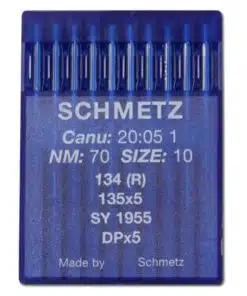 SCHMETZ
Canu: 20:05 1
NM: 70 SIZE: 10
134 (R)
135x5
SY 1955
DPx5
Made by Schmetz